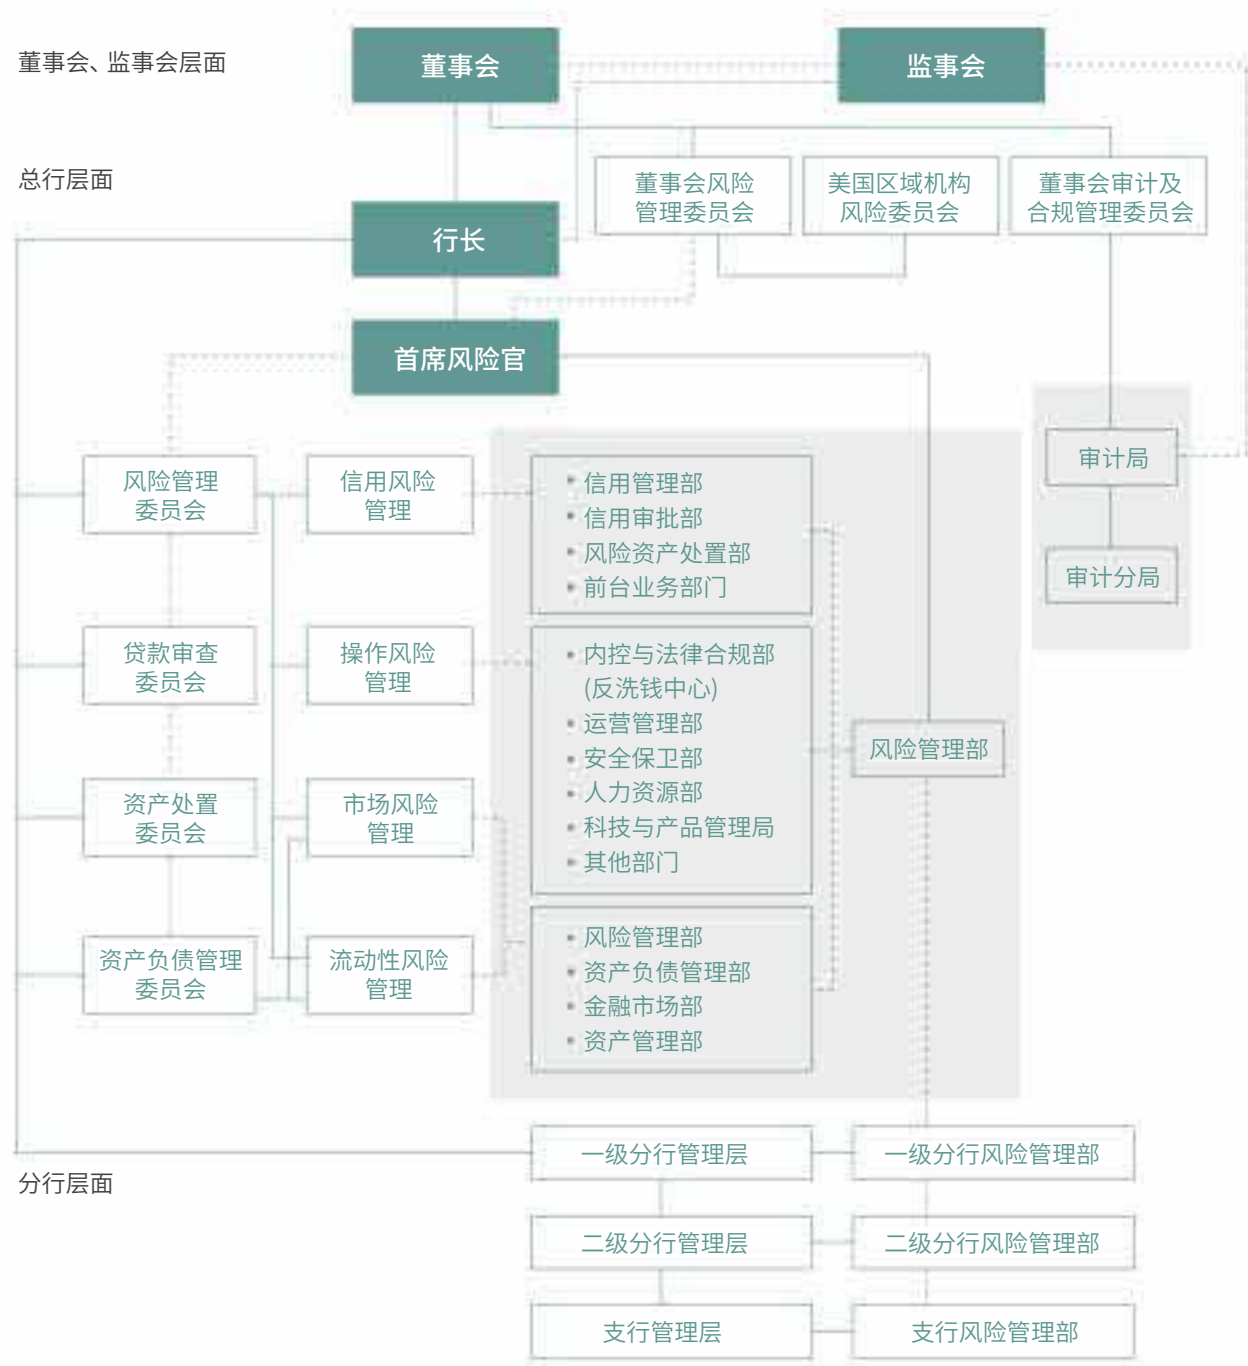 董事会、监事会层面
董事会
监事会
总行层面
董事会风险
管理委员会
美国区域机构
风险委员会
董事会审计及
合规管理委员会
行长
首席风险官
审计局
审计分局
风险管理
委员会
信用风险
管理
• 信用管理部
• 信用审批部
• 风险资产处置部
• 前台业务部门
贷款审查
委员会
操作风险
管理
• 内控与法律合规部
(反洗钱中心)
• 运营管理部
• 安全保卫部
• 人力资源部
• 科技与产品管理局
• 其他部门
风险管理部
资产处置
委员会
市场风险
管理
资产负债管理
委员会
流动性风险
管理
• 风险管理部
• 资产负债管理部
• 金融市场部
• 资产管理部
分行层面
一级分行管理层
一级分行风险管理部
二级分行管理层
二级分行风险管理部
支行管理层
支行风险管理部